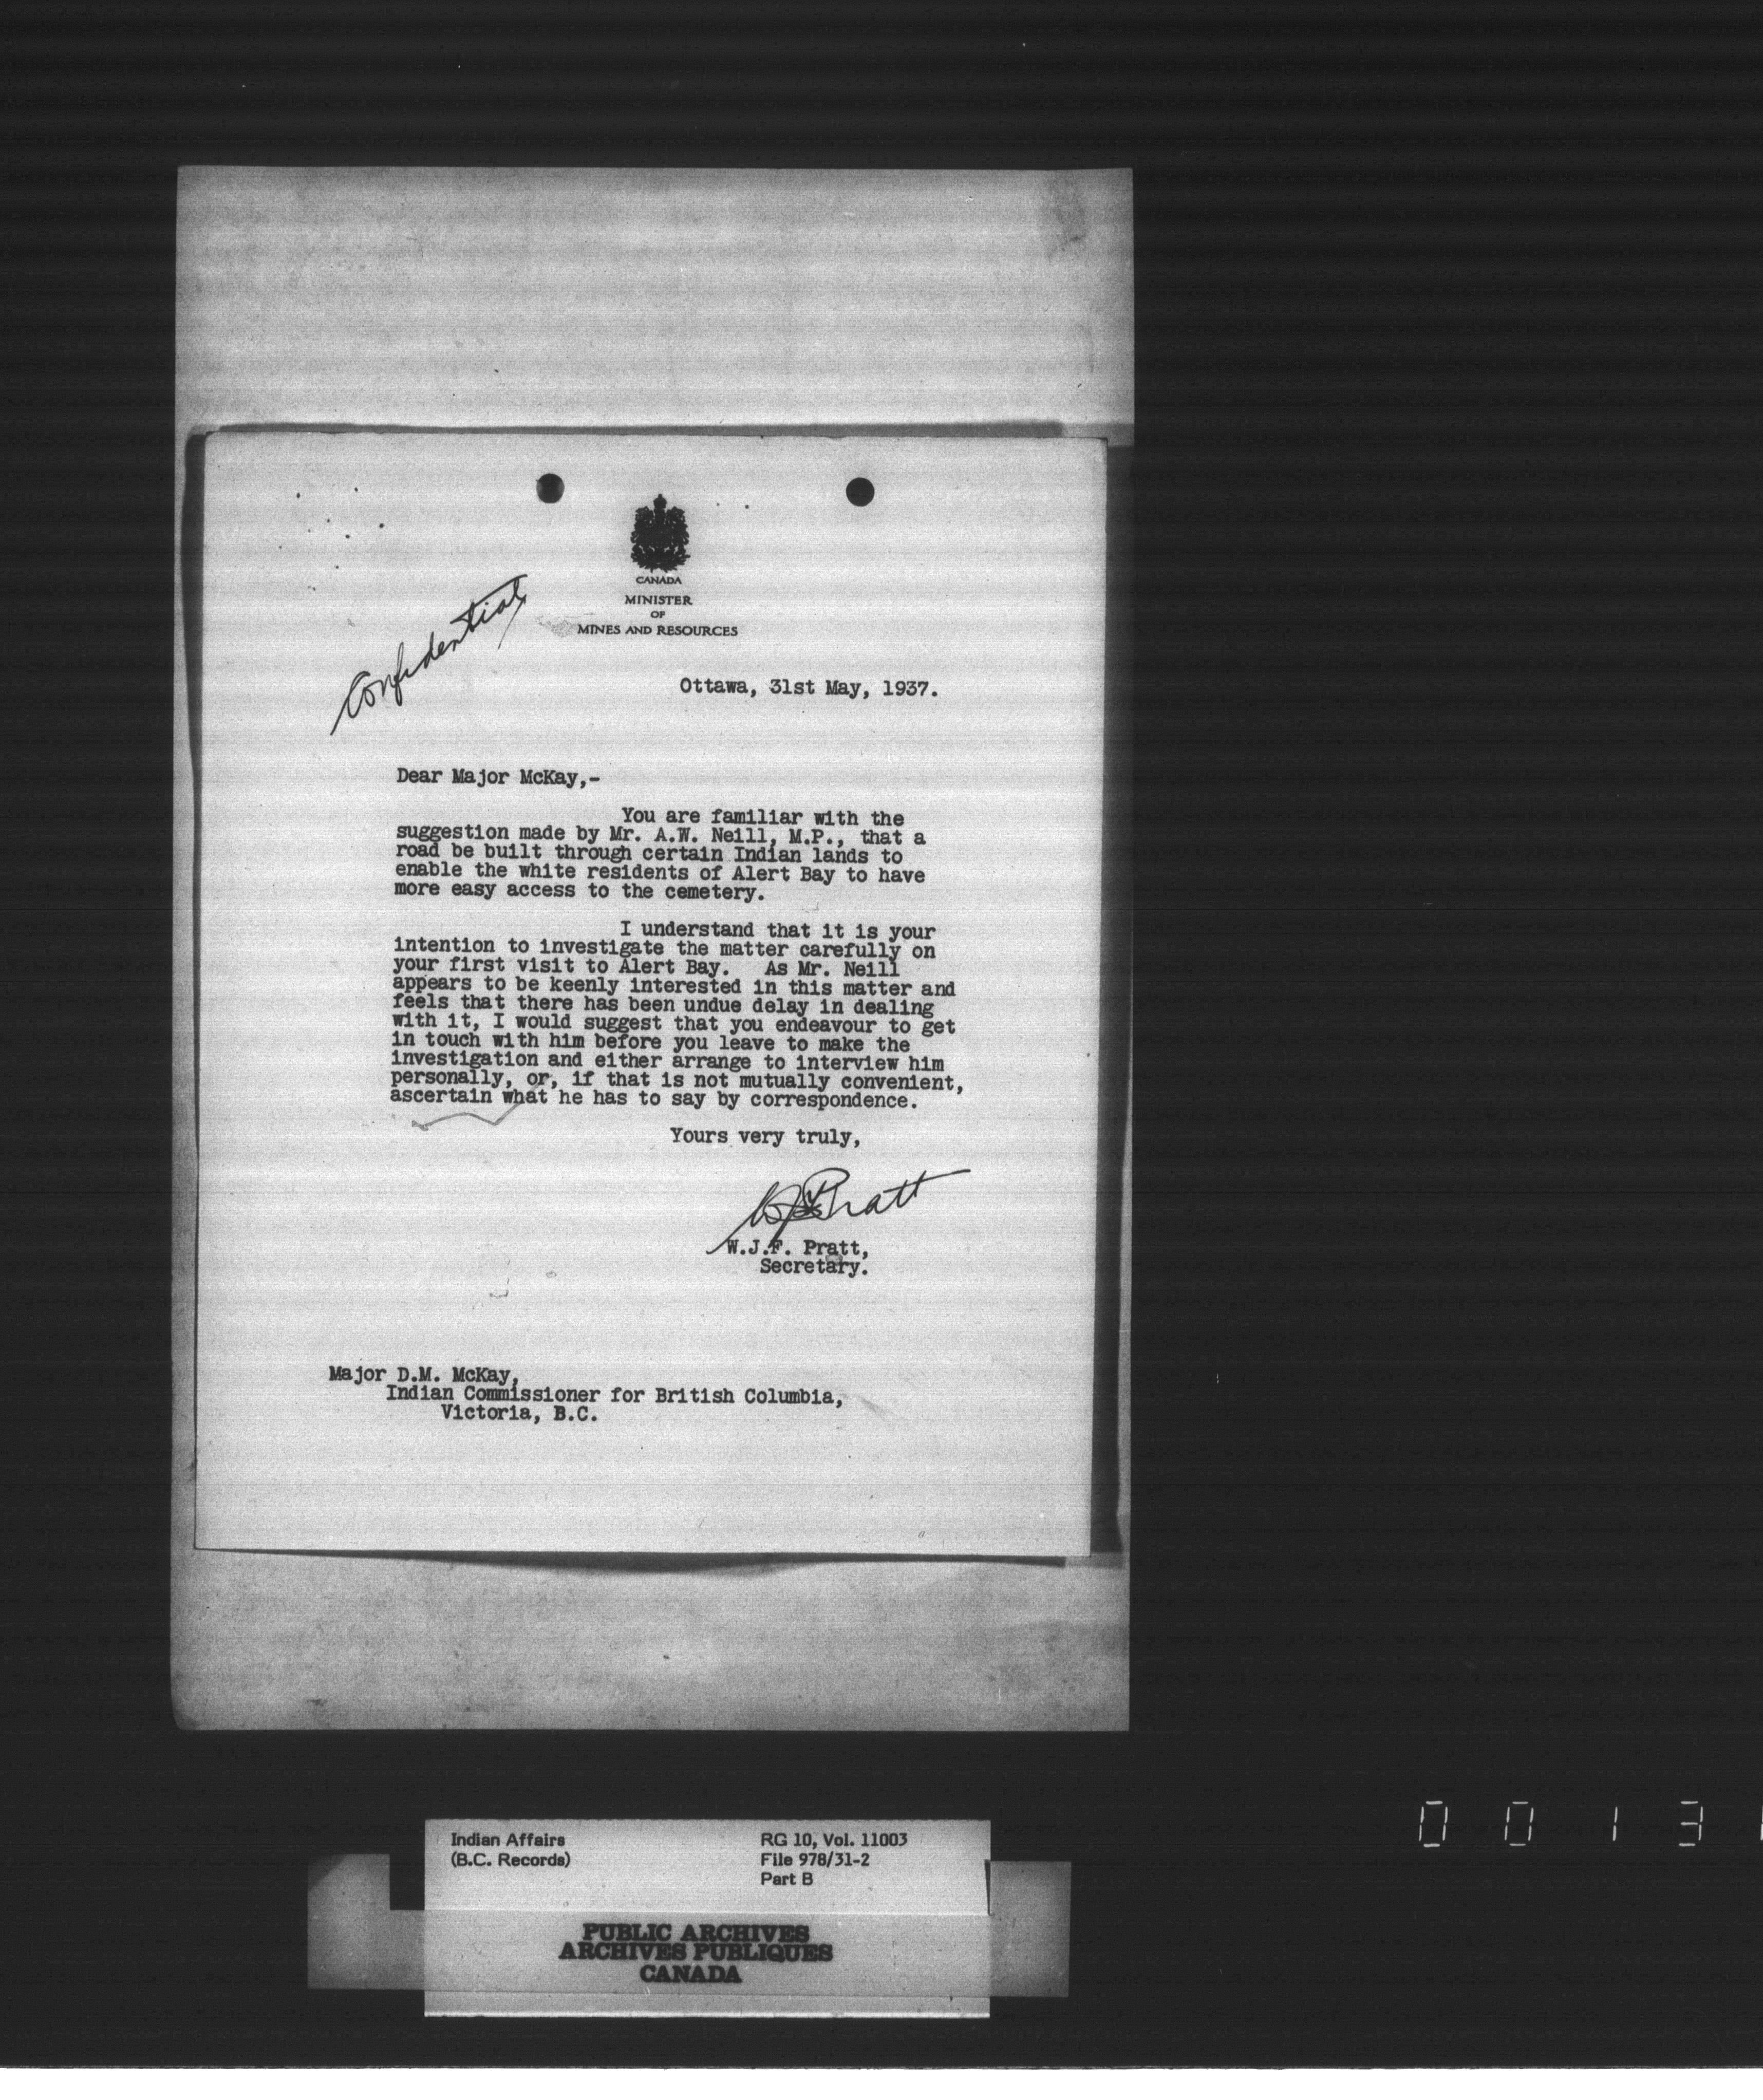 CANADA
MINISTER
OF
MINES AND RESOURCES
Confidential
Ottawa, 31st May, 1937.
Dear Major McKay,-
You are familiar with the
suggestion made by Mr. A.W. Neill, M.P., that a
road be built through certain Indian lands to
enable the white residents of Alert Bay to have
more easy access to the cemetery.
I understand that it is your
intention to investigate the matter carefully on
your first visit to Alert Bay. As Mr. Neill
appears to be keenly interested in this matter and
feels that there has been undue delay in dealing
with it, I would suggest that you endeavour to get
in touch with him before you leave to make the
investigation and either arrange to interview him
personally, or, if that is not mutually convenient,
ascertain what he has to say by correspondence.
Yours very truly,
WJFPratt
W.J.F. Pratt,
Secretary.
Major D.M. McKay,
Indian Commissioner for British Columbia,
Victoria, B.C.
Indian Affairs RG 10, Vol. 11003
(B.C. Records) File 978/31-2
Part B
PUBLIC ARCHIVES
ARCHIVES PUBLIQUES
CANADA
0 0 1 3